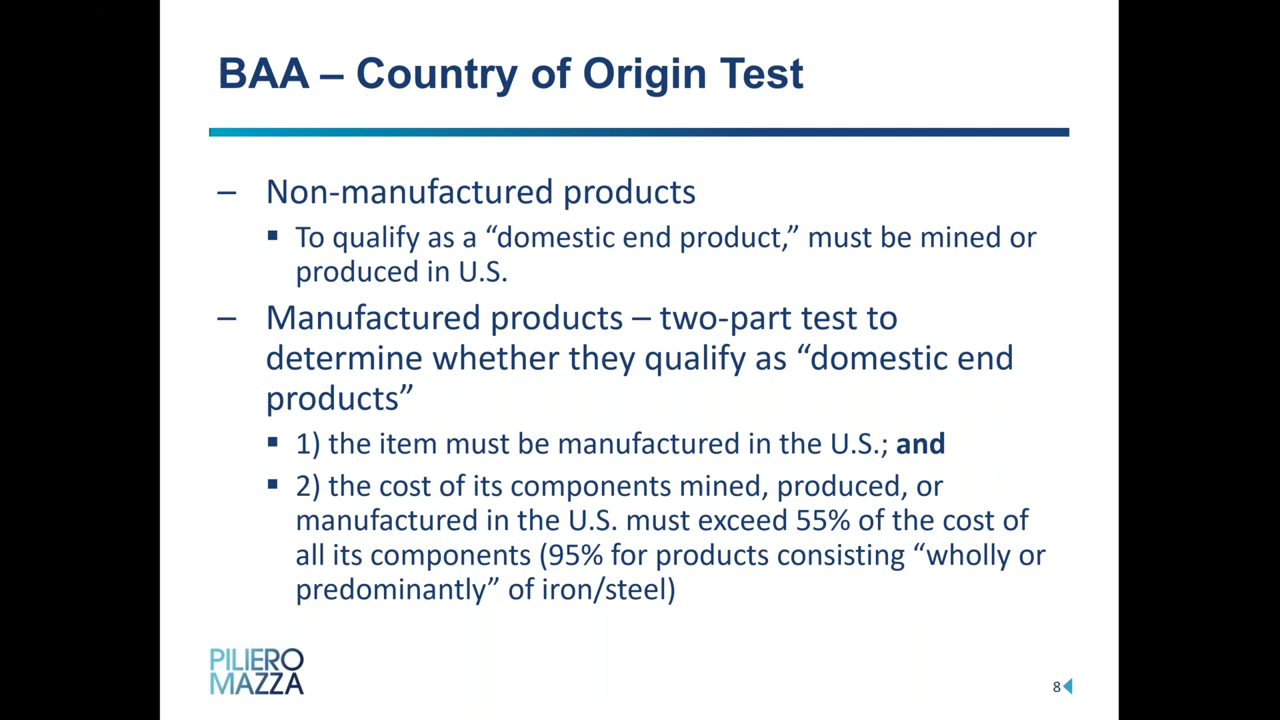 BAA – Country of Origin Test
– Non-manufactured products
▪ To qualify as a “domestic end product,” must be mined or
produced in U.S.
– Manufactured products – two-part test to
determine whether they qualify as “domestic end
products”
▪ 1) the item must be manufactured in the U.S.; and
▪ 2) the cost of its components mined, produced, or
manufactured in the U.S. must exceed 55% of the cost of
all its components (95% for products consisting “wholly or
predominantly” of iron/steel)
PILIERO
MAZZA
8